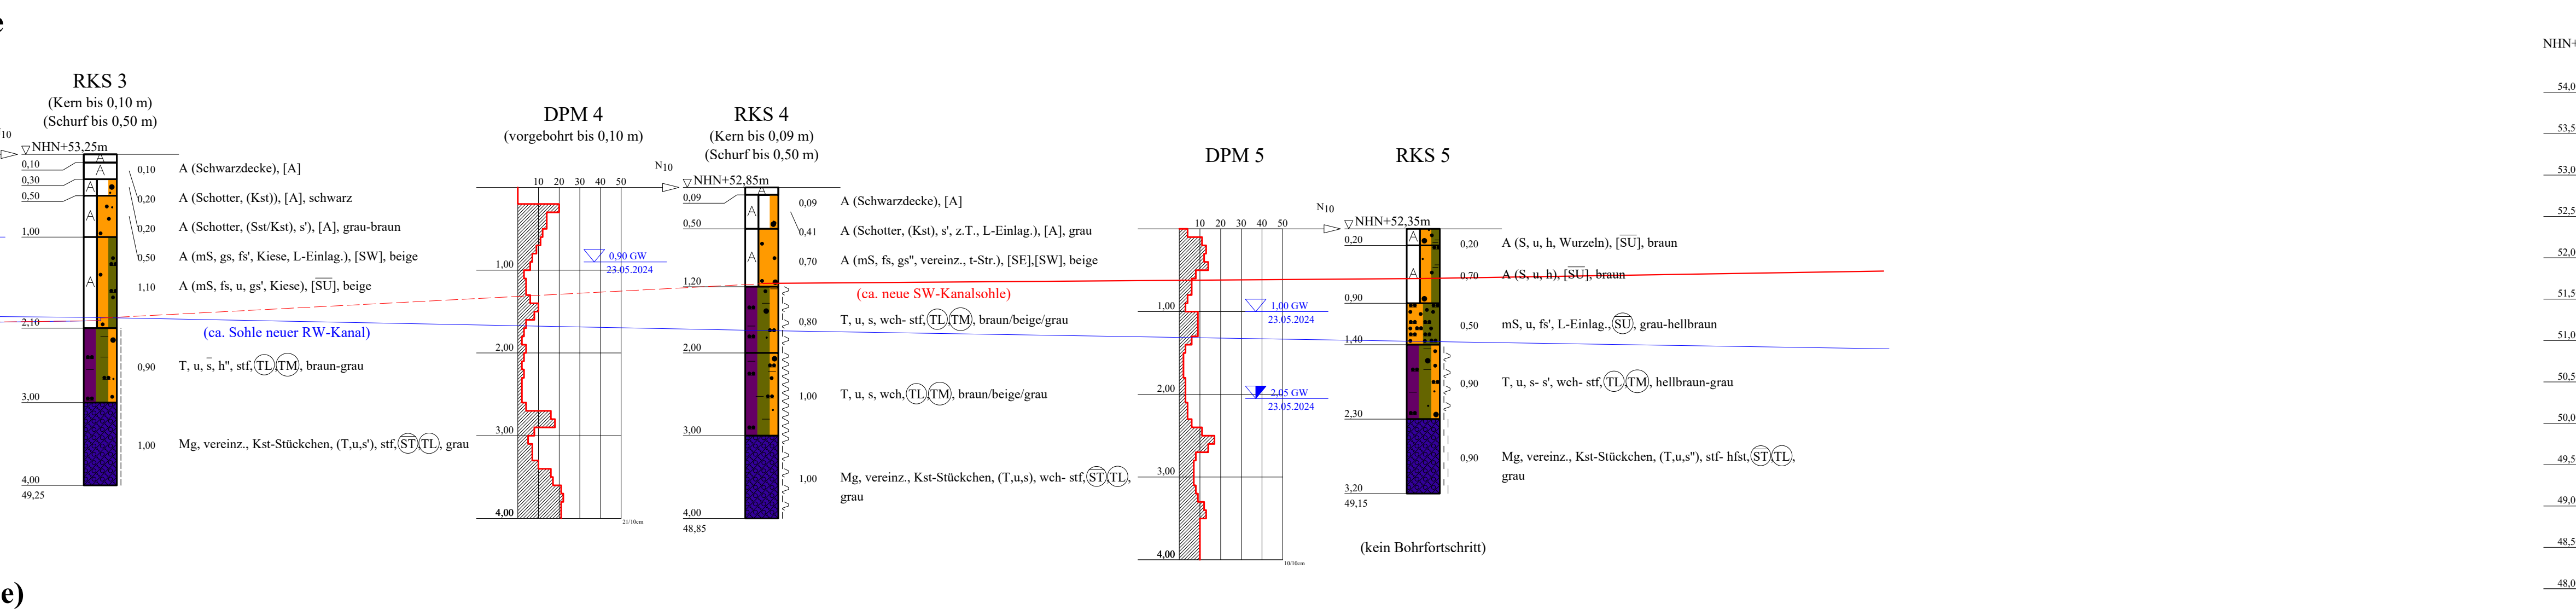 e
NHN+
RKS 3
(Kern bis 0,10 m)
(Schurf bis 0,50 m)
10
NHN+53,25m
0,10
0,30
0,50
1,00
2,10
3,00
4,00
49,25
A
A
A
A
A
0,10 A (Schwarzdecke), [A]
0,20 A (Schotter, (Kst)), [A], schwarz
0,20 A (Schotter, (Sst/Kst), s'), [A], grau-braun
0,50 A (mS, gs, fs', Kiese, L-Einlag.), [SW], beige
1,10 A (mS, fs, u, gs', Kiese), [S̅U̅], beige
(ca. Sohle neuer RW-Kanal)
0,90 T, u, s̅, h'', stf, TL, TM, braun-grau
1,00 Mg, vereinz., Kst-Stückchen, (T,u,s'), stf, S̅T̅, TL, grau
DPM 4
(vorgebohrt bis 0,10 m)
N10
10 20 30 40 50
1,00
2,00
3,00
4,00
0,90 GW
23.05.2024
21/10cm
RKS 4
(Kern bis 0,09 m)
(Schurf bis 0,50 m)
NHN+52,85m
0,09
0,50
1,20
2,00
3,00
4,00
48,85
A
A
A
0,09 A (Schwarzdecke), [A]
0,41 A (Schotter, (Kst), s', z.T., L-Einlag.), [A], grau
0,70 A (mS, fs, gs'', vereinz., t-Str.), [SE],[SW], beige
(ca. neue SW-Kanalsohle)
0,80 T, u, s, wch- stf, TL, TM, braun/beige/grau
1,00 T, u, s, wch, TL, TM, braun/beige/grau
1,00 Mg, vereinz., Kst-Stückchen, (T,u,s), wch- stf, S̅T̅, TL,
grau
DPM 5
N10
10 20 30 40 50
1,00
2,00
3,00
4,00
1,00 GW
23.05.2024
2,05 GW
23.05.2024
10/10cm
RKS 5
NHN+52,35m
0,20
0,90
1,40
2,30
3,20
49,15
A
A
0,20 A (S, u, h, Wurzeln), [S̅U̅], braun
0,70 A (S, u, h), [S̅U̅], braun
0,50 mS, u, fs', L-Einlag., S̅U̅, grau-hellbraun
0,90 T, u, s- s', wch- stf, TL, TM, hellbraun-grau
0,90 Mg, vereinz., Kst-Stückchen, (T,u,s''), stf- hfst, S̅T̅, TL,
grau
(kein Bohrfortschritt)
54,0
53,5
53,0
52,5
52,0
51,5
51,0
50,5
50,0
49,5
49,0
48,5
48,0
e)